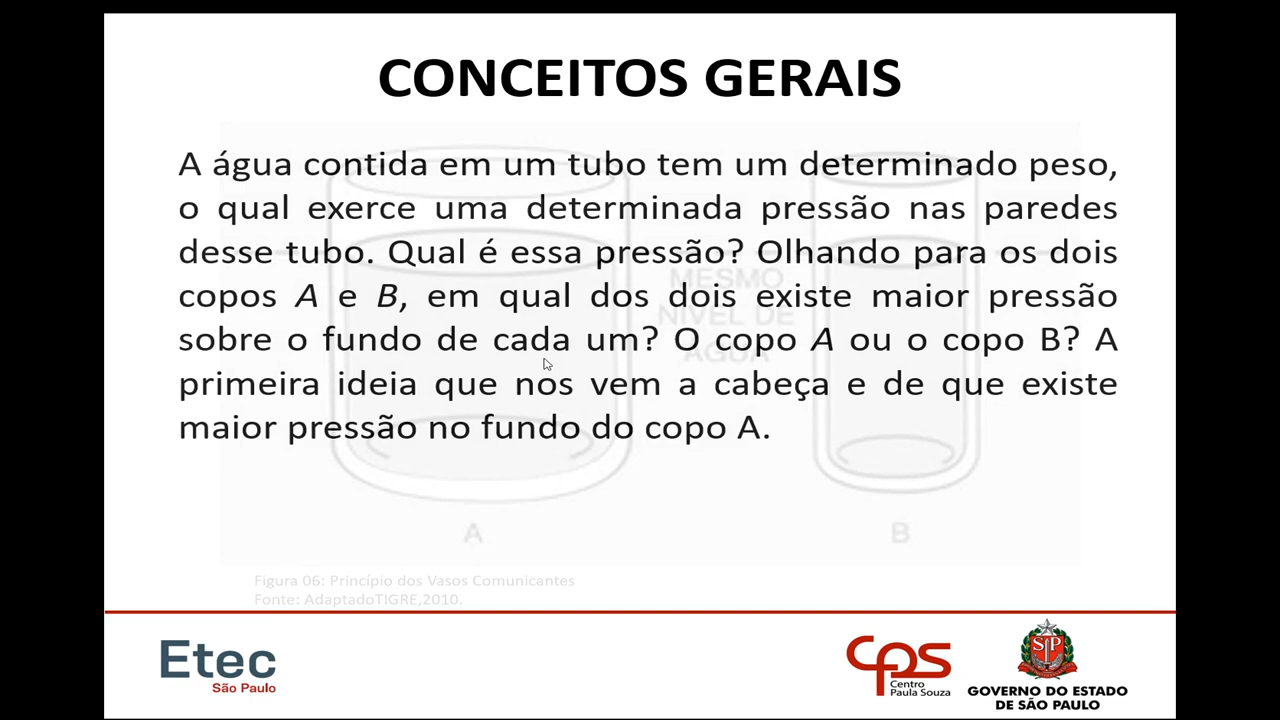 CONCEITOS GERAIS
A água contida em um tubo tem um determinado peso,
o qual exerce uma determinada pressão nas paredes
desse tubo. Qual é essa pressão? Olhando para os dois
copos A e B, em qual dos dois existe maior pressão
sobre o fundo de cada um? O copo A ou o copo B? A
primeira ideia que nos vem a cabeça e de que existe
maior pressão no fundo do copo A.
MESMO
NÍVEL DE
ÁGUA
A
B
Figura 06: Princípio dos Vasos Comunicantes
Fonte: AdaptadoTIGRE,2010.
Etec
São Paulo
cps
Centro
Paula Souza
SP
GOVERNO DO ESTADO
DE SÃO PAULO